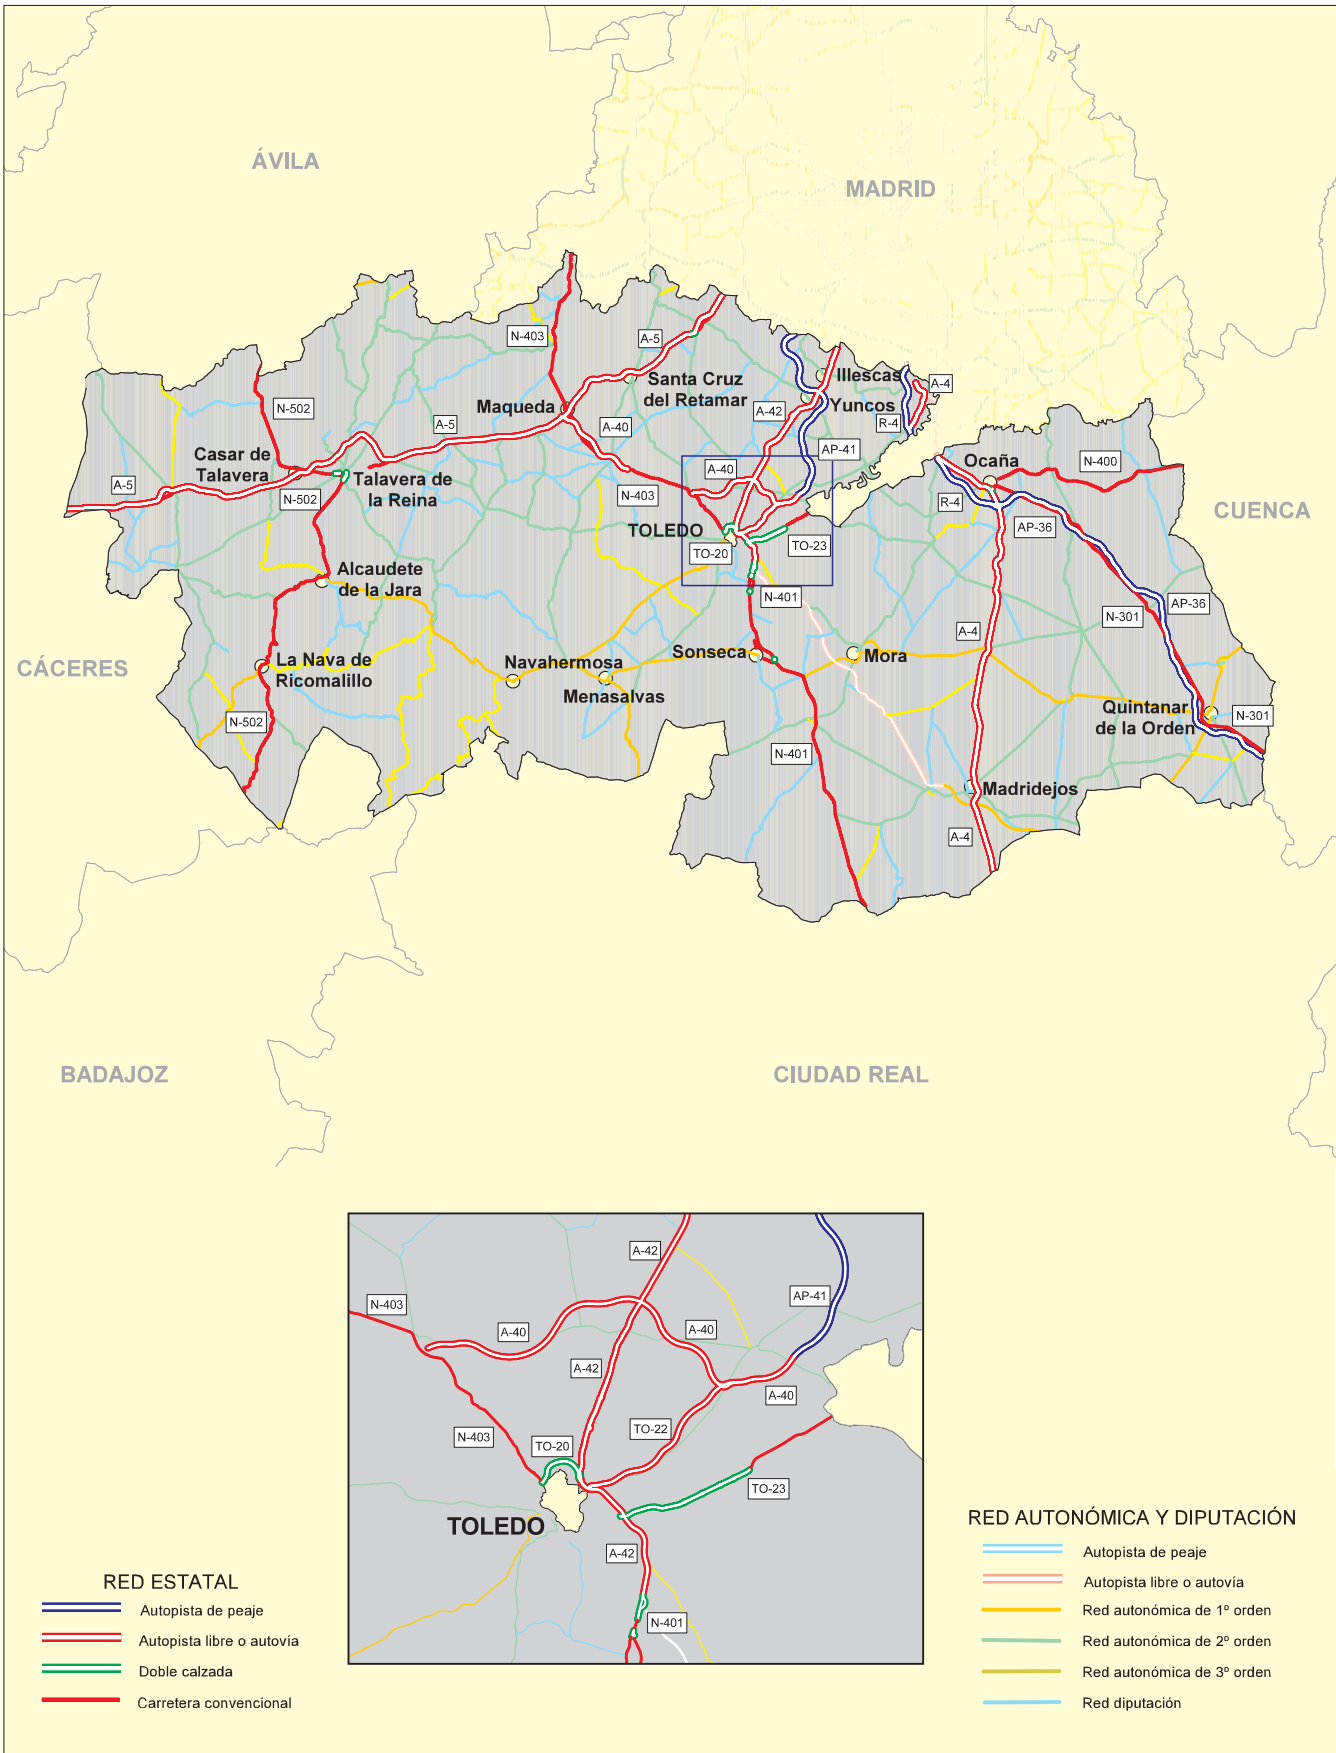 ÁVILA
MADRID
N-403
A-5
Santa Cruz
del Retamar
Illescas
Yuncos
A-4
R-4
N-502
Maqueda
A-42
A-5
A-40
AP-41
Casar de
Talavera
A-5
N-502
Talavera de
la Reina
A-40
N-403
Ocaña
N-400
R-4
AP-36
CUENCA
TOLEDO
TO-20
TO-23
Alcaudete
de la Jara
N-401
AP-36
N-301
A-4
CÁCERES
La Nava de
Ricomalillo
Navahermosa
Menasalvas
Sonseca
Mora
N-502
Quintanar
de la Orden
N-301
N-401
Madridejos
A-4
BADAJOZ
CIUDAD REAL
A-42
AP-41
N-403
A-40
A-40
A-42
A-40
N-403
TO-20
TO-22
TO-23
TOLEDO
A-42
N-401
RED ESTATAL
Autopista de peaje
Autopista libre o autovía
Doble calzada
Carretera convencional
RED AUTONÓMICA Y DIPUTACIÓN
Autopista de peaje
Autopista libre o autovía
Red autonómica de 1º orden
Red autonómica de 2º orden
Red autonómica de 3º orden
Red diputación